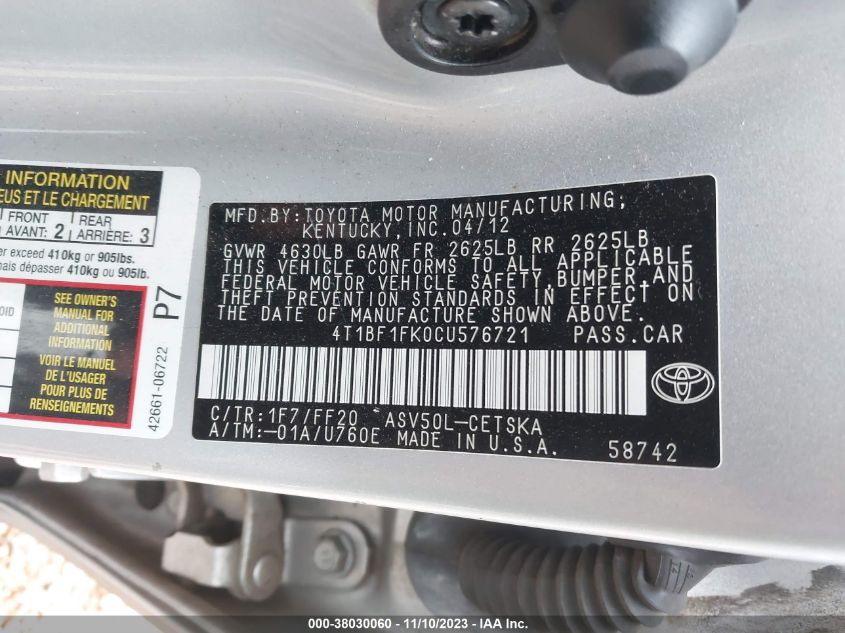 INFORMATION
EUS ET LE CHARGEMENT
FRONT
AVANT: 2
REAR
ARRIÈRE: 3
er exceed 410kg or 905lbs.
mais dépasser 410kg ou 905lb.
OID
SEE OWNER'S
MANUAL FOR
ADDITIONAL
INFORMATION
VOIR LE MANUEL
DE L'USAGER
POUR PLUS DE
RENSEIGNEMENTS
P7
42661-06722
MFD.BY:TOYOTA MOTOR MANUFACTURING,
KENTUCKY,INC.04/12
GVWR 4630LB GAWR FR 2625LB RR 2625LB
THIS VEHICLE CONFORMS TO ALL APPLICABLE
FEDERAL MOTOR VEHICLE SAFETY,BUMPER,AND
THEFT PREVENTION STANDARDS IN EFFECT ON
THE DATE OF MANUFACTURE SHOWN ABOVE.
4T1BF1FK0CU576721 PASS.CAR
C/TR:1F7/FF20 ASV50L-CETSKA
A/TM:-01A/U760E MADE IN U.S.A.
58742
000-38030060 - 11/10/2023 - IAA Inc.